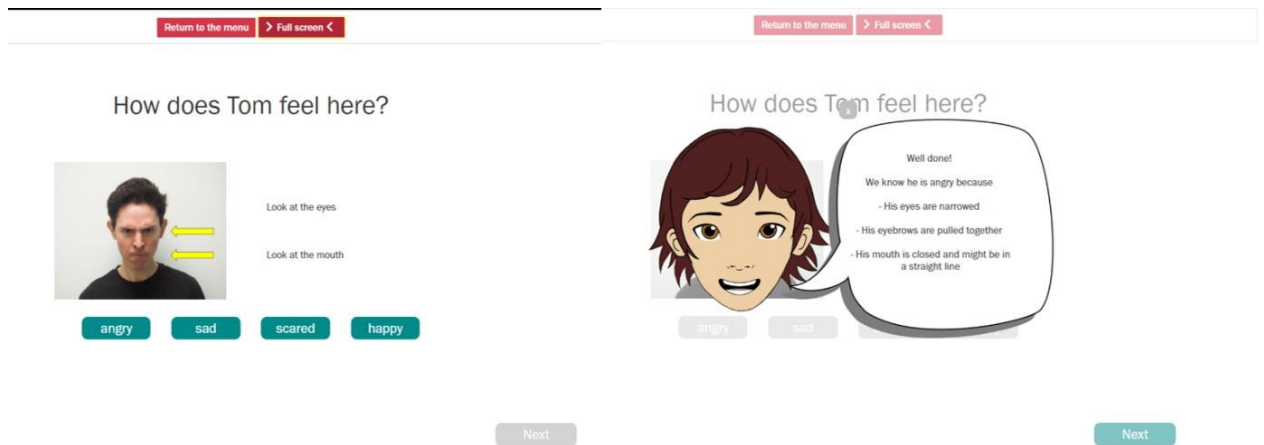 Return to the menu
> Full screen <
How does Tom feel here?
Look at the eyes
Look at the mouth
angry
sad
scared
happy
Next
Return to the menu
> Full screen <
How does Tom feel here?
x
Well done!
We know he is angry because
- His eyes are narrowed
- His eyebrows are pulled together
- His mouth is closed and might be in
a straight line
angry
sad
Next